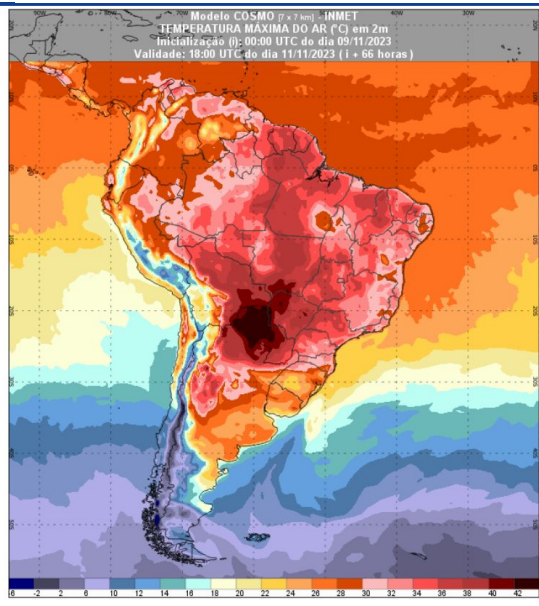 Modelo COSMO [7 x 7 km] - INMET
TEMPERATURA MÁXIMA DO AR (°C) em 2m
Inicialização (i): 00:00 UTC do dia 09/11/2023
Validade: 18:00 UTC do dia 11/11/2023 ( i + 66 horas )
-6 -2 2 6 10 12 14 16 18 20 22 24 26 28 30 32 34 36 38 40 42